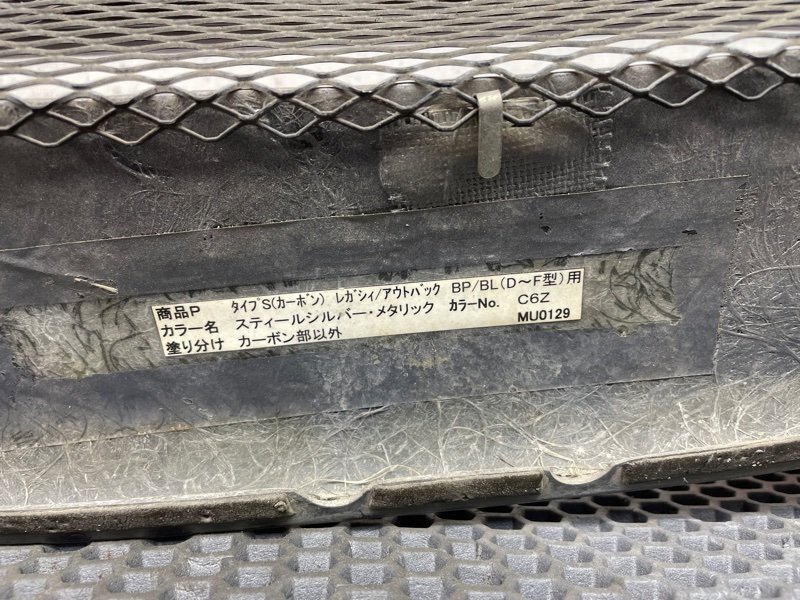 商品P タイプS(カーボン) レガシィ/アウトバック BP/BL(D〜F型)用
カラー名 スティールシルバー・メタリック カラーNo. C6Z
塗り分け カーボン部以外 MU0129